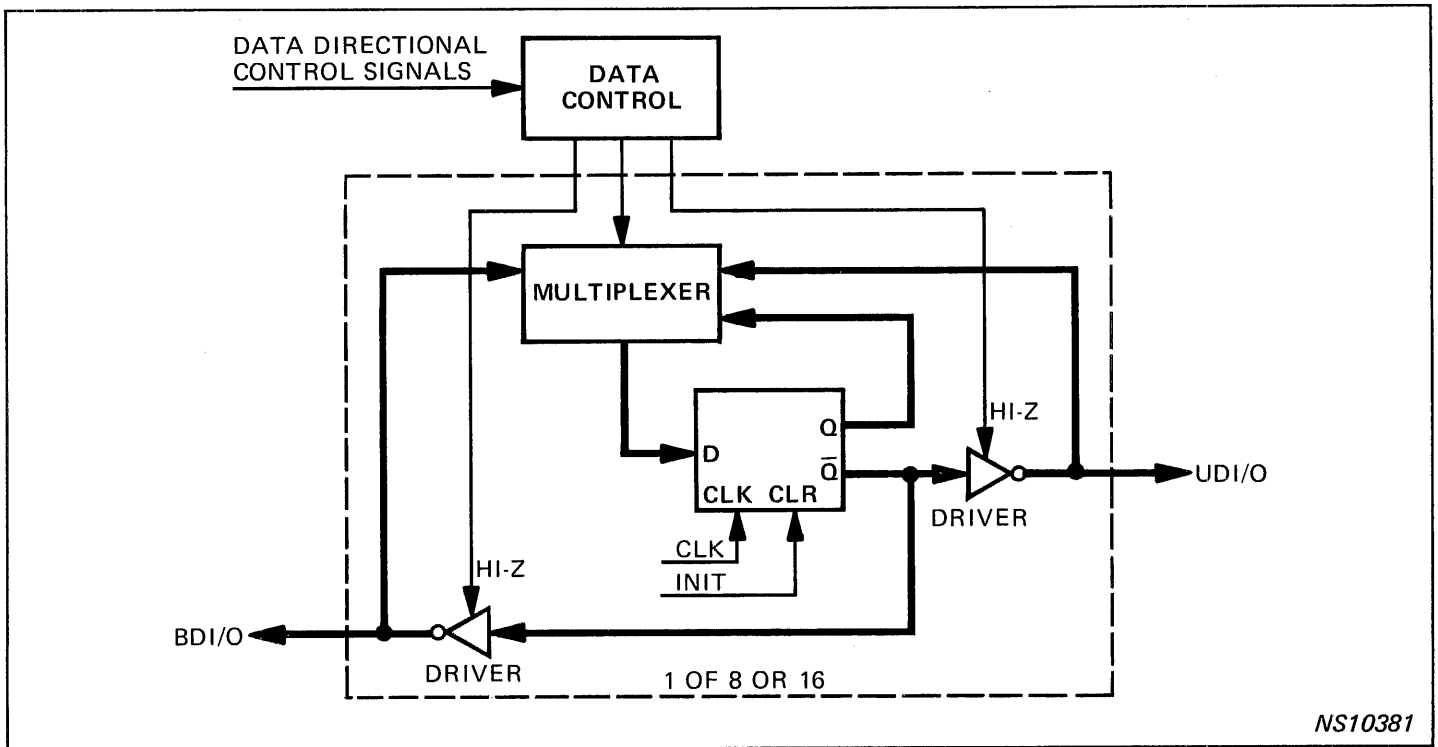 DATA DIRECTIONAL
CONTROL SIGNALS
DATA
CONTROL
MULTIPLEXER
HI-Z
Q
D
Q̅
UDI/O
CLK CLR
DRIVER
CLK
HI-Z
INIT
BDI/O
DRIVER
1 OF 8 OR 16
NS10381